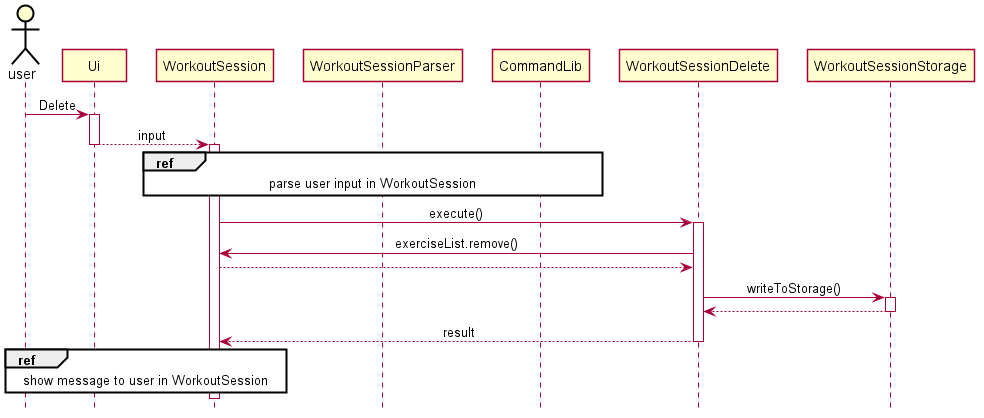 user
Ui
WorkoutSession
WorkoutSessionParser
CommandLib
WorkoutSessionDelete
WorkoutSessionStorage
Delete
input
ref
parse user input in WorkoutSession
execute()
exerciseList.remove()
writeToStorage()
result
ref
show message to user in WorkoutSession